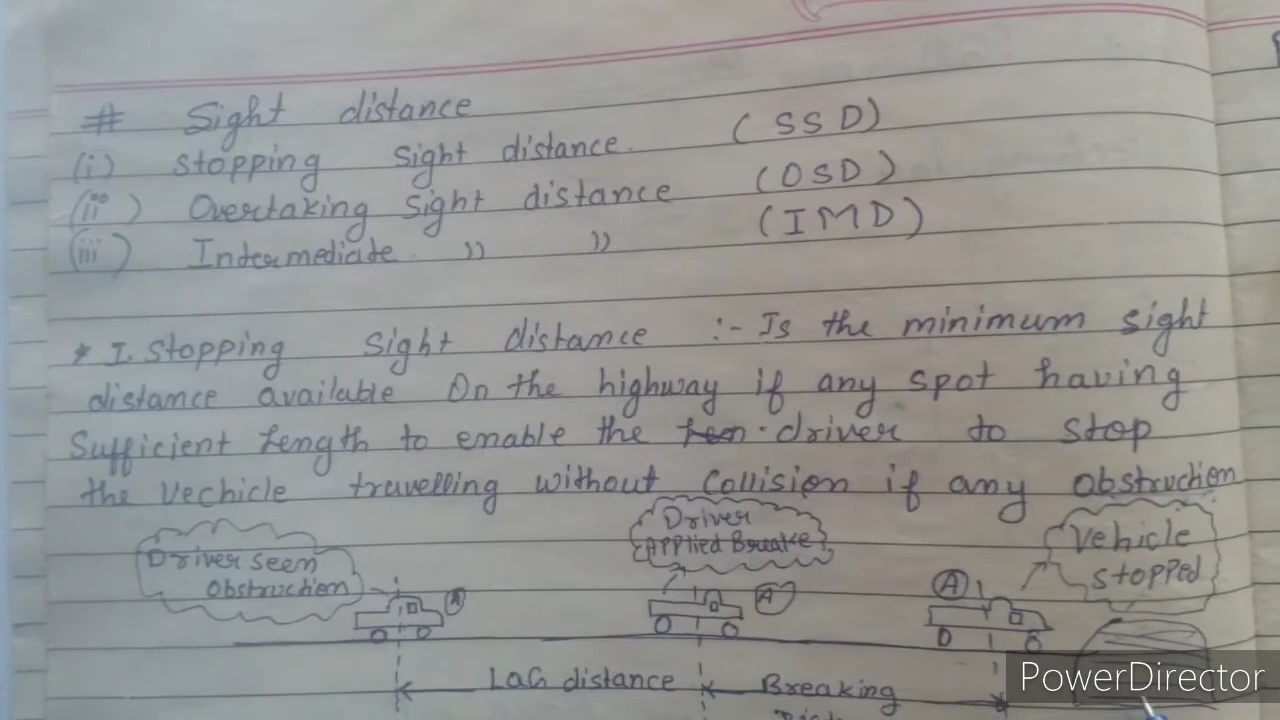 # Sight distance
(i) Stopping Sight distance (SSD)
(ii) Overtaking Sight distance (OSD)
(iii) Intermediate " " (IMD)
* I. Stopping Sight distance :- Is the minimum sight
distance available On the highway if any spot having
Sufficient Length to enable the driver to stop
the Vechicle travelling without Collision if any obstruction
Driver seen
Obstruction
Driver
Applied Breake
Vehicle
stopped
A
A
A
LaG distance
Breaking
PowerDirector